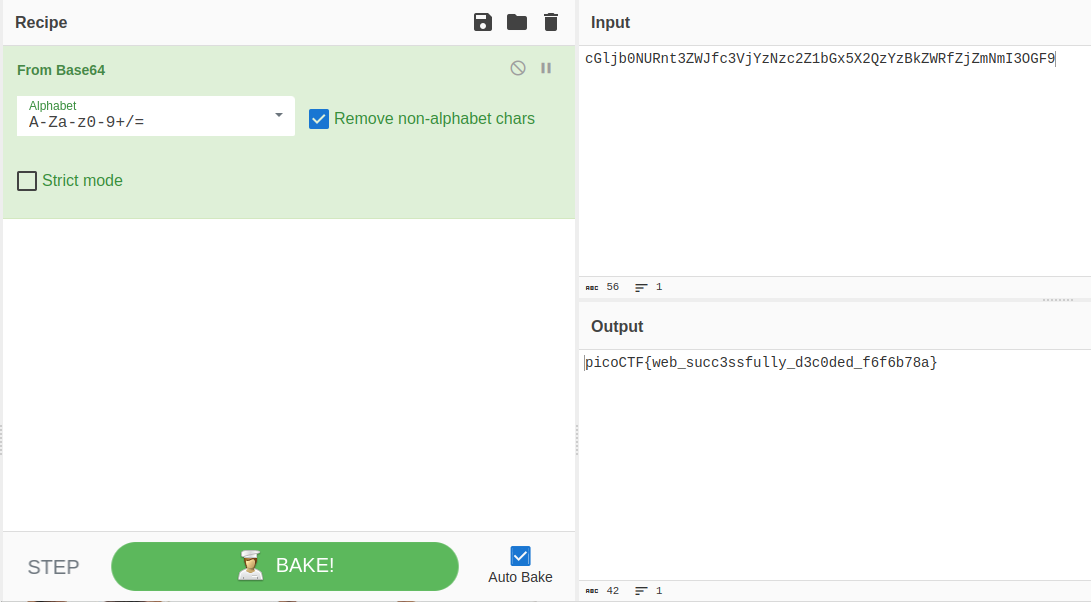 Recipe
From Base64
Alphabet
A-Za-z0-9+/=
Remove non-alphabet chars
Strict mode
STEP
BAKE!
Auto Bake
Input
cGljb0NURnt3ZWJfc3VjYzNzc2Z1bGx5X2QzYzBkZWRfZjZmNmI3OGF9
ABC 56 1
Output
picoCTF{web_succ3ssfully_d3c0ded_f6f6b78a}
ABC 42 1